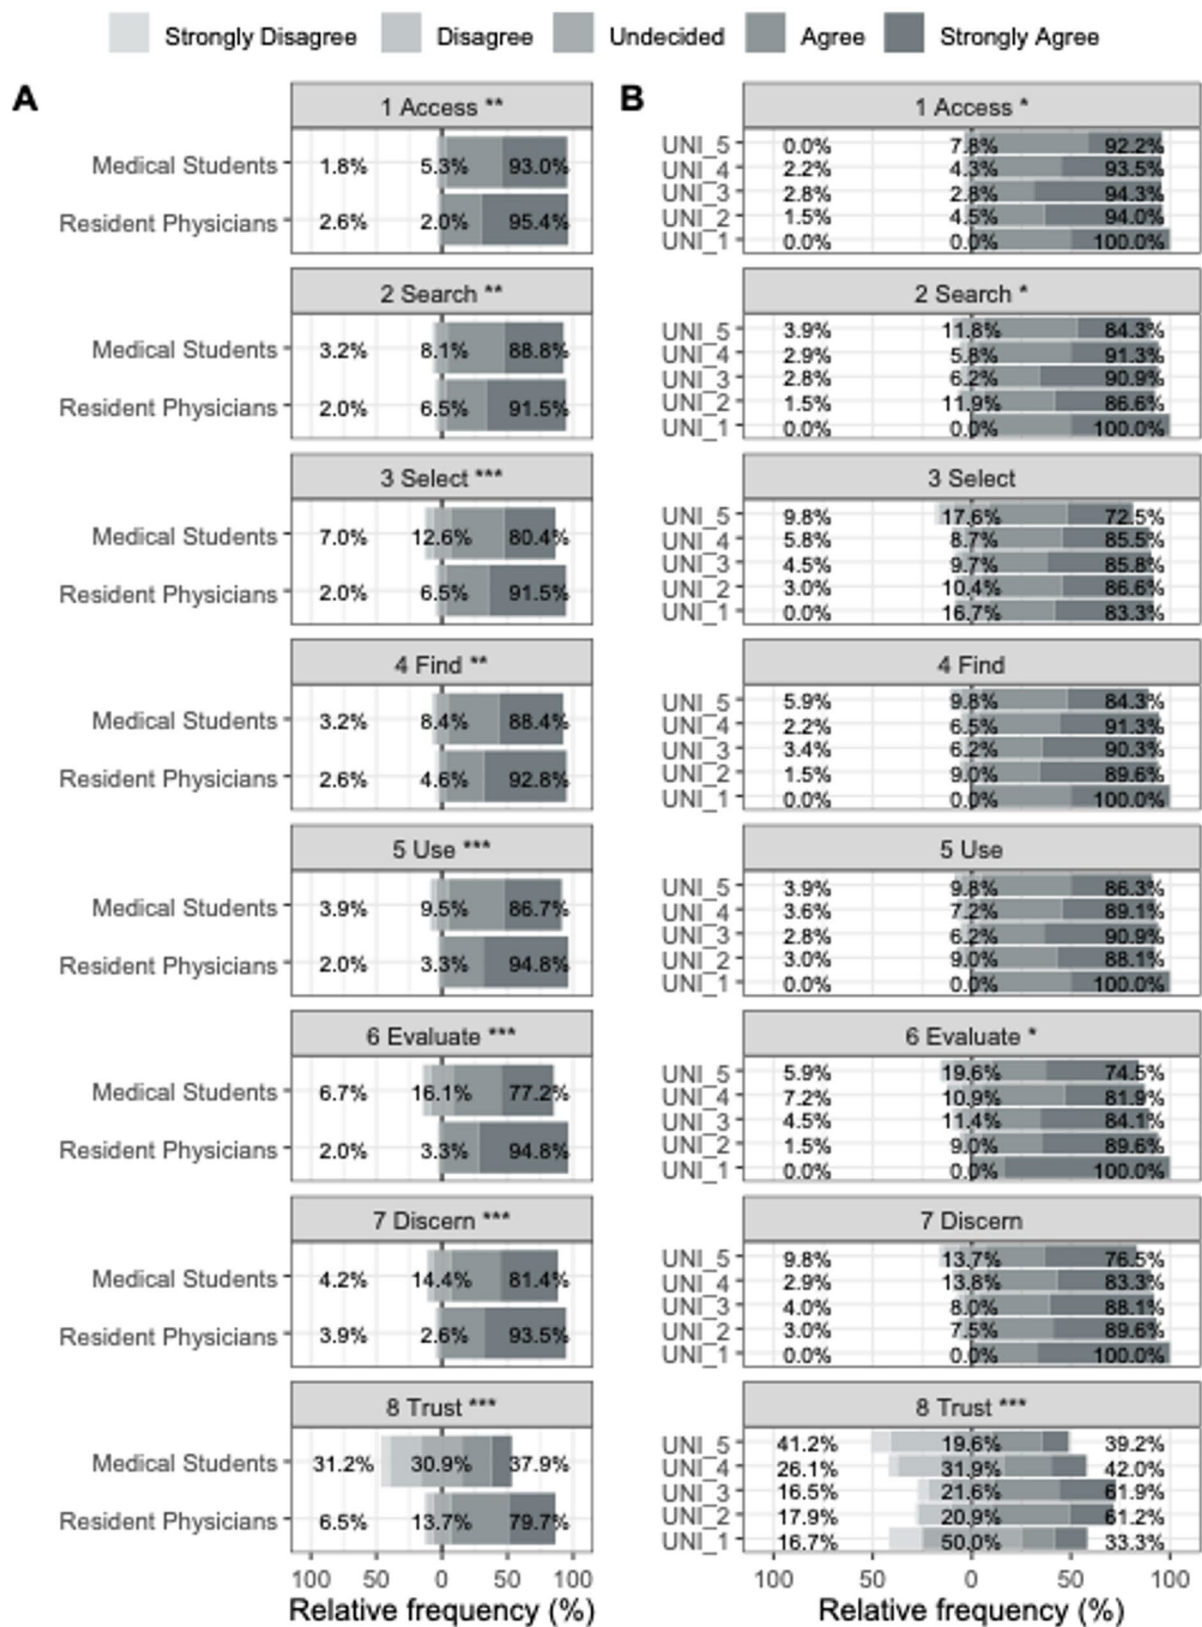 Strongly Disagree Disagree Undecided Agree Strongly Agree
A
1 Access **
Medical Students 1.8% 5.3% 93.0%
Resident Physicians 2.6% 2.0% 95.4%
2 Search **
Medical Students 3.2% 8.1% 88.8%
Resident Physicians 2.0% 6.5% 91.5%
3 Select ***
Medical Students 7.0% 12.6% 80.4%
Resident Physicians 2.0% 6.5% 91.5%
4 Find **
Medical Students 3.2% 8.4% 88.4%
Resident Physicians 2.6% 4.6% 92.8%
5 Use ***
Medical Students 3.9% 9.5% 86.7%
Resident Physicians 2.0% 3.3% 94.8%
6 Evaluate ***
Medical Students 6.7% 16.1% 77.2%
Resident Physicians 2.0% 3.3% 94.8%
7 Discern ***
Medical Students 4.2% 14.4% 81.4%
Resident Physicians 3.9% 2.6% 93.5%
8 Trust ***
Medical Students 31.2% 30.9% 37.9%
Resident Physicians 6.5% 13.7% 79.7%
100 50 0 50 100
Relative frequency (%)
B
1 Access *
UNI_5 0.0% 7.8% 92.2%
UNI_4 2.2% 4.3% 93.5%
UNI_3 2.8% 2.8% 94.3%
UNI_2 1.5% 4.5% 94.0%
UNI_1 0.0% 0.0% 100.0%
2 Search *
UNI_5 3.9% 11.8% 84.3%
UNI_4 2.9% 5.8% 91.3%
UNI_3 2.8% 6.2% 90.9%
UNI_2 1.5% 11.9% 86.6%
UNI_1 0.0% 0.0% 100.0%
3 Select
UNI_5 9.8% 17.6% 72.5%
UNI_4 5.8% 8.7% 85.5%
UNI_3 4.5% 9.7% 85.8%
UNI_2 3.0% 10.4% 86.6%
UNI_1 0.0% 16.7% 83.3%
4 Find
UNI_5 5.9% 9.8% 84.3%
UNI_4 2.2% 6.5% 91.3%
UNI_3 3.4% 6.2% 90.3%
UNI_2 1.5% 9.0% 89.6%
UNI_1 0.0% 0.0% 100.0%
5 Use
UNI_5 3.9% 9.8% 86.3%
UNI_4 3.6% 7.2% 89.1%
UNI_3 2.8% 6.2% 90.9%
UNI_2 3.0% 9.0% 88.1%
UNI_1 0.0% 0.0% 100.0%
6 Evaluate *
UNI_5 5.9% 19.6% 74.5%
UNI_4 7.2% 10.9% 81.9%
UNI_3 4.5% 11.4% 84.1%
UNI_2 1.5% 9.0% 89.6%
UNI_1 0.0% 0.0% 100.0%
7 Discern
UNI_5 9.8% 13.7% 76.5%
UNI_4 2.9% 13.8% 83.3%
UNI_3 4.0% 8.0% 88.1%
UNI_2 3.0% 7.5% 89.6%
UNI_1 0.0% 0.0% 100.0%
8 Trust ***
UNI_5 41.2% 19.6% 39.2%
UNI_4 26.1% 31.9% 42.0%
UNI_3 16.5% 21.6% 61.9%
UNI_2 17.9% 20.9% 61.2%
UNI_1 16.7% 50.0% 33.3%
100 50 0 50 100
Relative frequency (%)